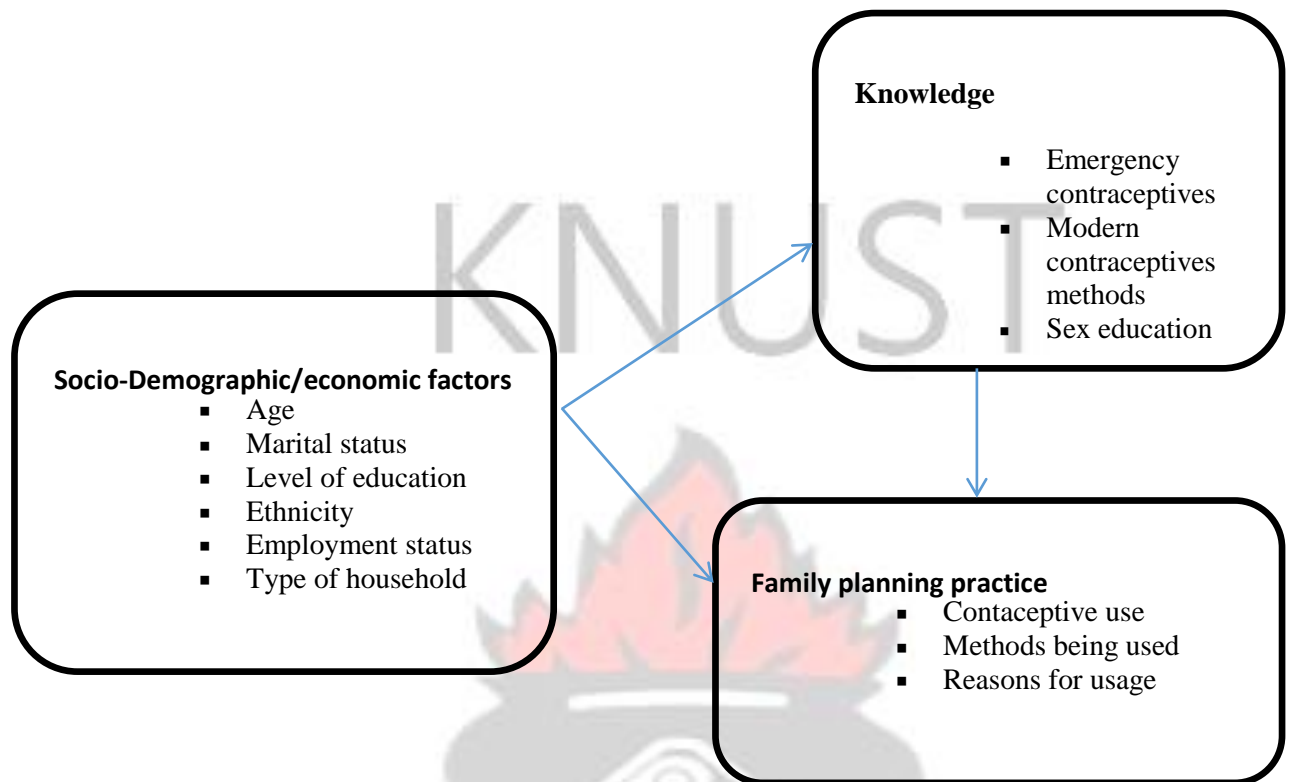 Knowledge
▪ Emergency
contraceptives
▪ Modern
contraceptives
methods
▪ Sex education
KNUST
Socio-Demographic/economic factors
▪ Age
▪ Marital status
▪ Level of education
▪ Ethnicity
▪ Employment status
▪ Type of household
Family planning practice
▪ Contaceptive use
▪ Methods being used
▪ Reasons for usage